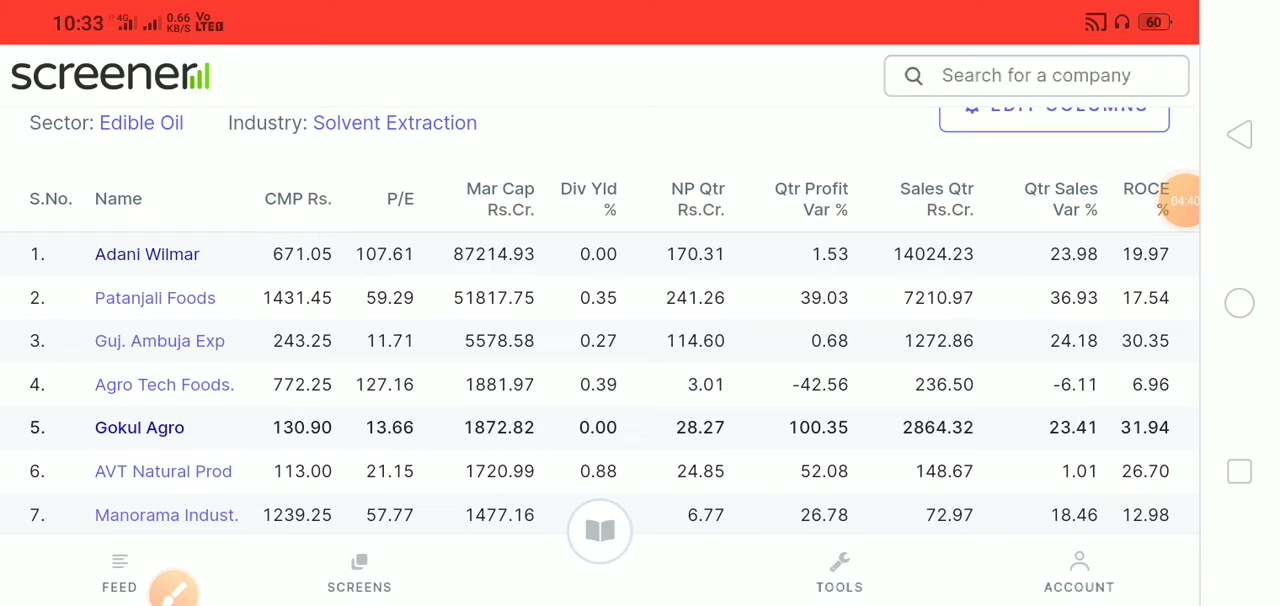 10:33 4G 0.66 KB/S Vo LTE 60
screener Search for a company
Sector: Edible Oil Industry: Solvent Extraction EDIT COLUMNS
S.No. Name CMP Rs. P/E Mar Cap Rs.Cr. Div Yld % NP Qtr Rs.Cr. Qtr Profit Var % Sales Qtr Rs.Cr. Qtr Sales Var % ROCE %
04:40
1. Adani Wilmar 671.05 107.61 87214.93 0.00 170.31 1.53 14024.23 23.98 19.97
2. Patanjali Foods 1431.45 59.29 51817.75 0.35 241.26 39.03 7210.97 36.93 17.54
3. Guj. Ambuja Exp 243.25 11.71 5578.58 0.27 114.60 0.68 1272.86 24.18 30.35
4. Agro Tech Foods. 772.25 127.16 1881.97 0.39 3.01 -42.56 236.50 -6.11 6.96
5. Gokul Agro 130.90 13.66 1872.82 0.00 28.27 100.35 2864.32 23.41 31.94
6. AVT Natural Prod 113.00 21.15 1720.99 0.88 24.85 52.08 148.67 1.01 26.70
7. Manorama Indust. 1239.25 57.77 1477.16 6.77 26.78 72.97 18.46 12.98
FEED SCREENS TOOLS ACCOUNT